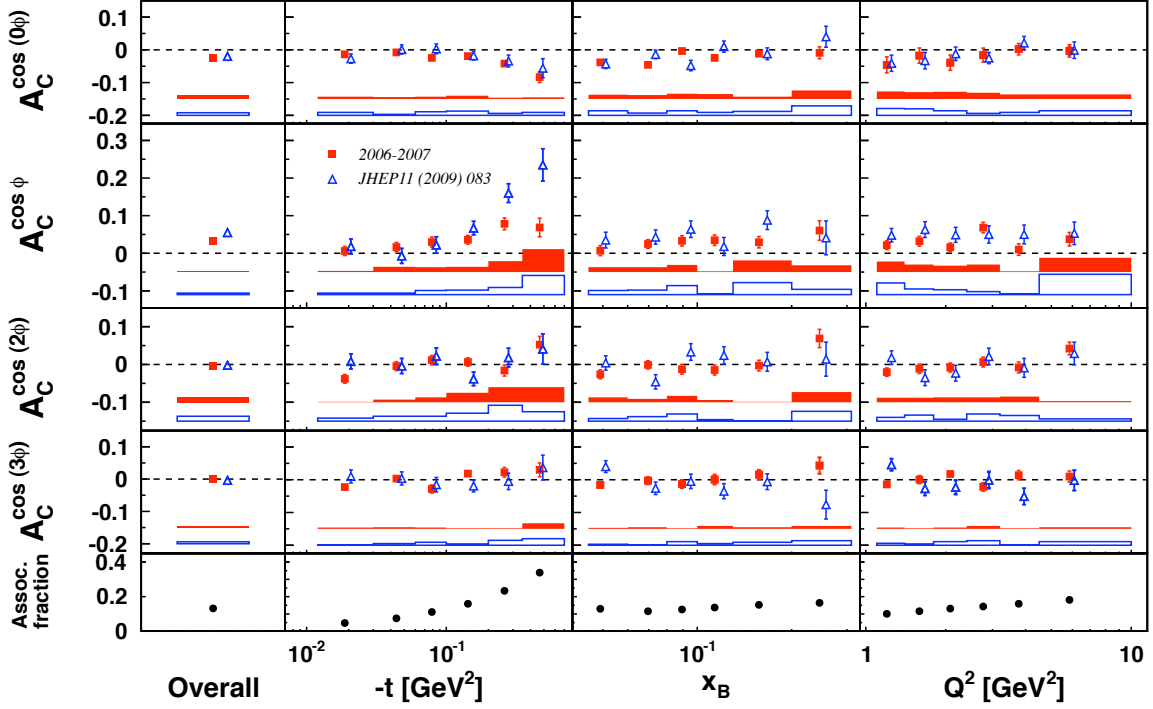 A_C^cos (0ϕ)
0.1
0
-0.1
-0.2
A_C^cos ϕ
0.3
0.2
0.1
0
-0.1
2006-2007
JHEP11 (2009) 083
A_C^cos (2ϕ)
0.1
0
-0.1
A_C^cos (3ϕ)
0.1
0
-0.1
-0.2
Assoc.
fraction
0.4
0.2
0
10^-2 10^-1 10^-1 1 10
Overall -t [GeV^2] x_B Q^2 [GeV^2]